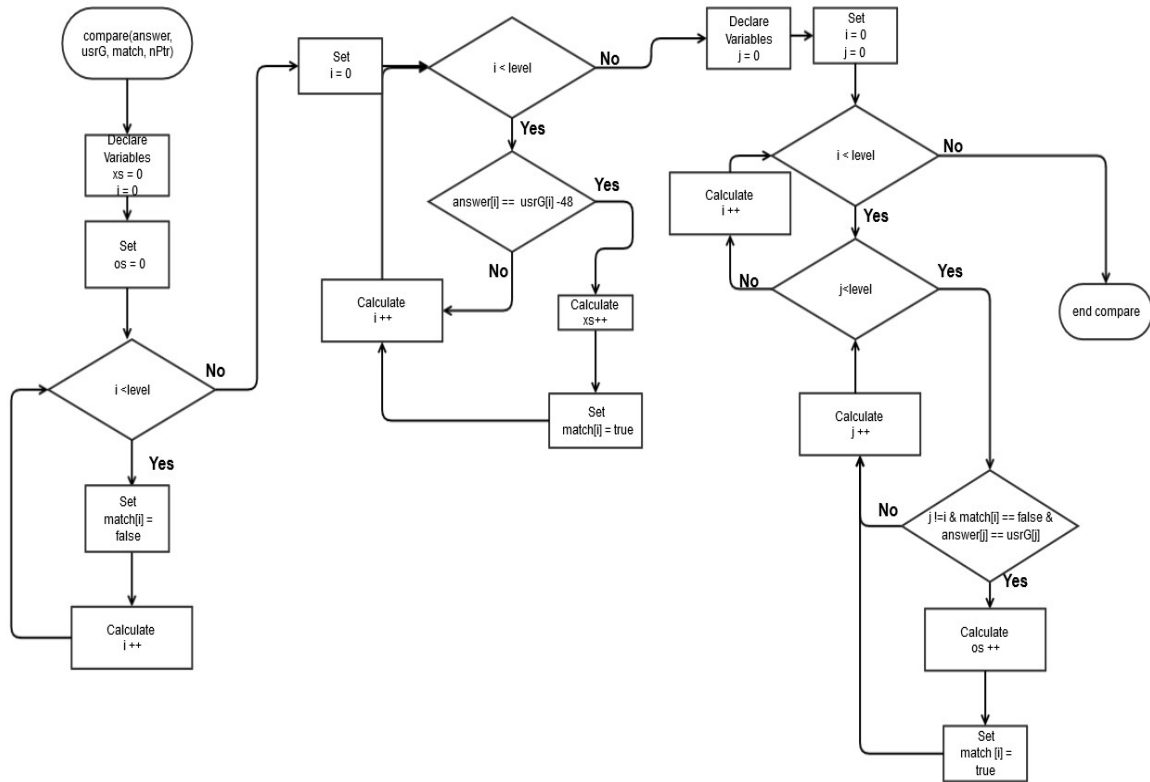 compare(answer,
usrG, match, nPtr)
Declare
Variables
xs = 0
i = 0
Set
os = 0
i <level
No
Yes
Set
match[i] =
false
Calculate
i ++
Set
i = 0
i < level
No
Yes
answer[i] == usrG[i] -48
Yes
No
Calculate
i ++
Calculate
xs++
Set
match[i] = true
Declare
Variables
j = 0
Set
i = 0
j = 0
i < level
No
Yes
Calculate
i ++
j<level
No
Yes
Calculate
j ++
j !=i & match[i] == false &
answer[j] == usrG[j]
No
Yes
Calculate
os ++
Set
match [i] =
true
end compare